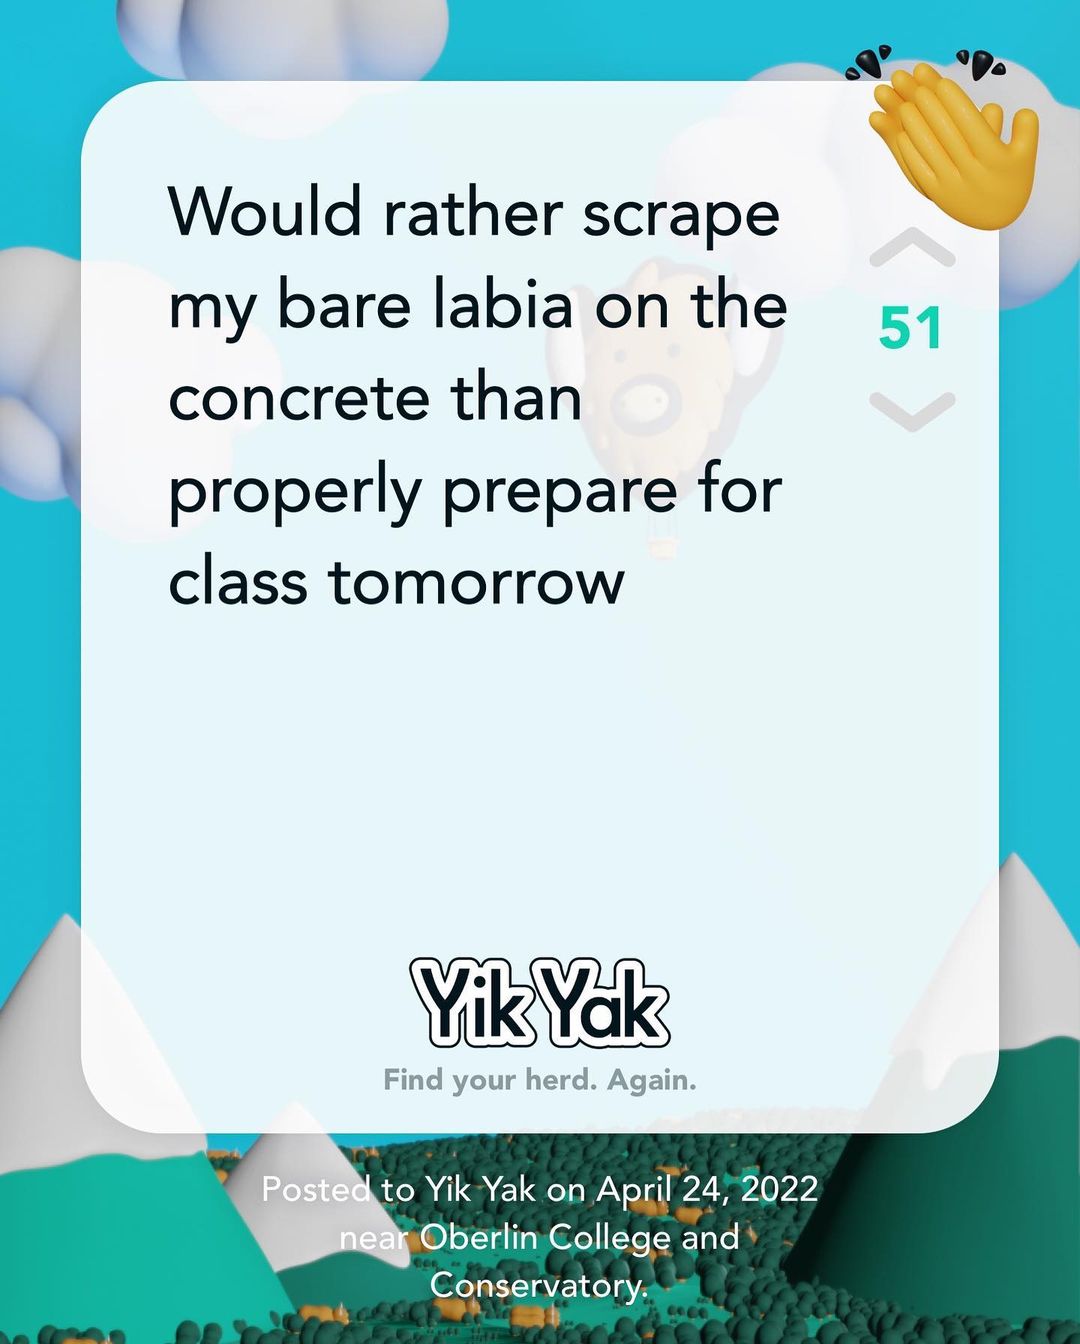 Would rather scrape
my bare labia on the
concrete than
properly prepare for
class tomorrow
51
Yik Yak
Find your herd. Again.
Posted to Yik Yak on April 24, 2022
near Oberlin College and
Conservatory.